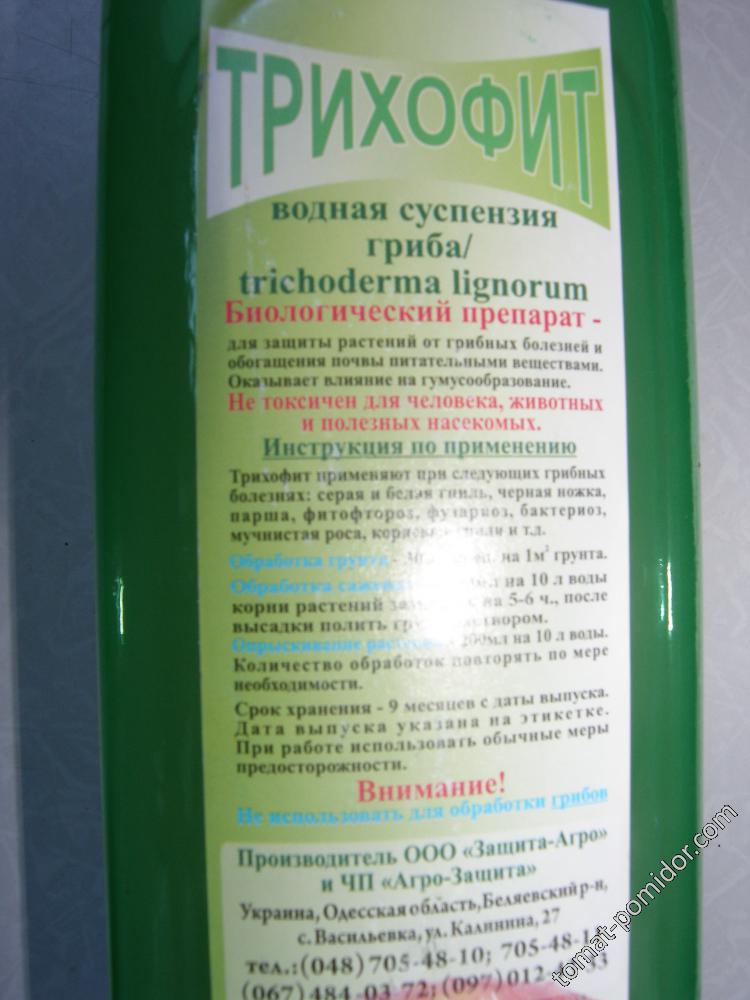 ТРИХОФИТ
водная суспензия
гриба/
trichoderma lignorum
Биологический препарат -
для защиты растений от грибных болезней и
обогащения почвы питательными веществами.
Оказывает влияние на гумусообразование.
Не токсичен для человека, животных
и полезных насекомых.
Инструкция по применению
Трихофит применяют при следующих грибных
болезнях: серая и белая гниль, черная ножка,
парша, фитофтороз, фузариоз, бактериоз,
мучнистая роса, корневые гнили и т.д.
Обработка грунта - на 1м² грунта.
Обработка на 10 л воды
корни растений на 5-6 ч., после
высадки полить
Опрыскивание растений - 200мл на 10 л воды.
Количество обработок повторять по мере
необходимости.
Срок хранения - 9 месяцев с даты выпуска.
Дата выпуска указана на этикетке.
При работе использовать обычные меры
предосторожности.
Внимание!
Не использовать для обработки грибов
Производитель ООО «Защита-Агро»
и ЧП «Агро-Защита»
Украина, Одесская область, Беляевский р-н,
с. Васильевка, ул. Калинина, 27
тел.:(048) 705-48-10; 705-48-14
(067) 484-03-72; (097) 012-
tomat-pomidor.com